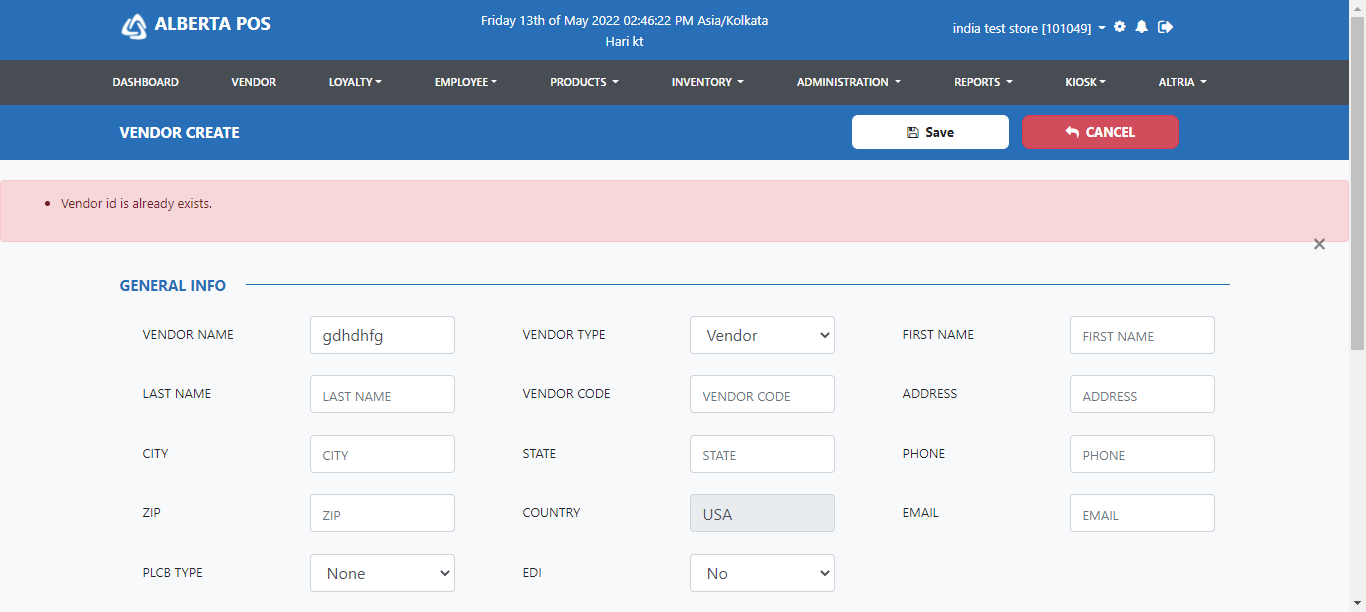 ALBERTA POS
Friday 13th of May 2022 02:46:22 PM Asia/Kolkata
Hari kt
india test store [101049]
DASHBOARD VENDOR LOYALTY EMPLOYEE PRODUCTS INVENTORY ADMINISTRATION REPORTS KIOSK ALTRIA
VENDOR CREATE Save CANCEL
Vendor id is already exists.
GENERAL INFO
VENDOR NAME gdhdhfg VENDOR TYPE Vendor FIRST NAME FIRST NAME
LAST NAME LAST NAME VENDOR CODE VENDOR CODE ADDRESS ADDRESS
CITY CITY STATE STATE PHONE PHONE
ZIP ZIP COUNTRY USA EMAIL EMAIL
PLCB TYPE None EDI No